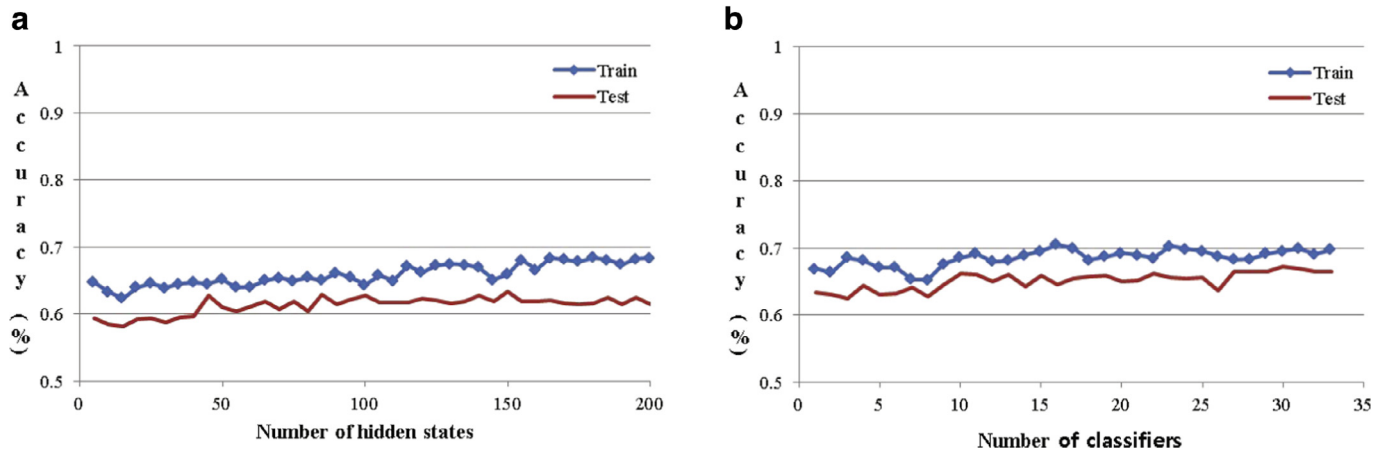 a
1
0.9
0.8
0.7
0.6
0.5
Accuracy (%)
Train
Test
0 50 100 150 200
Number of hidden states
b
1
0.9
0.8
0.7
0.6
0.5
Accuracy (%)
Train
Test
0 5 10 15 20 25 30 35
Number of classifiers